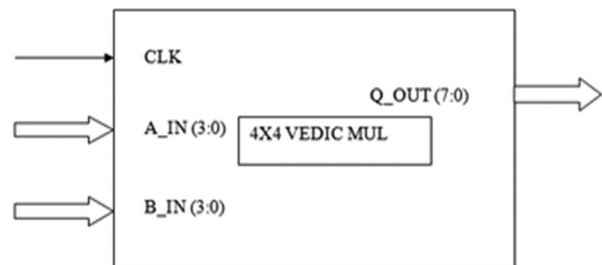 CLK
Q_OUT (7:0)
A_IN (3:0)
4X4 VEDIC MUL
B_IN (3:0)